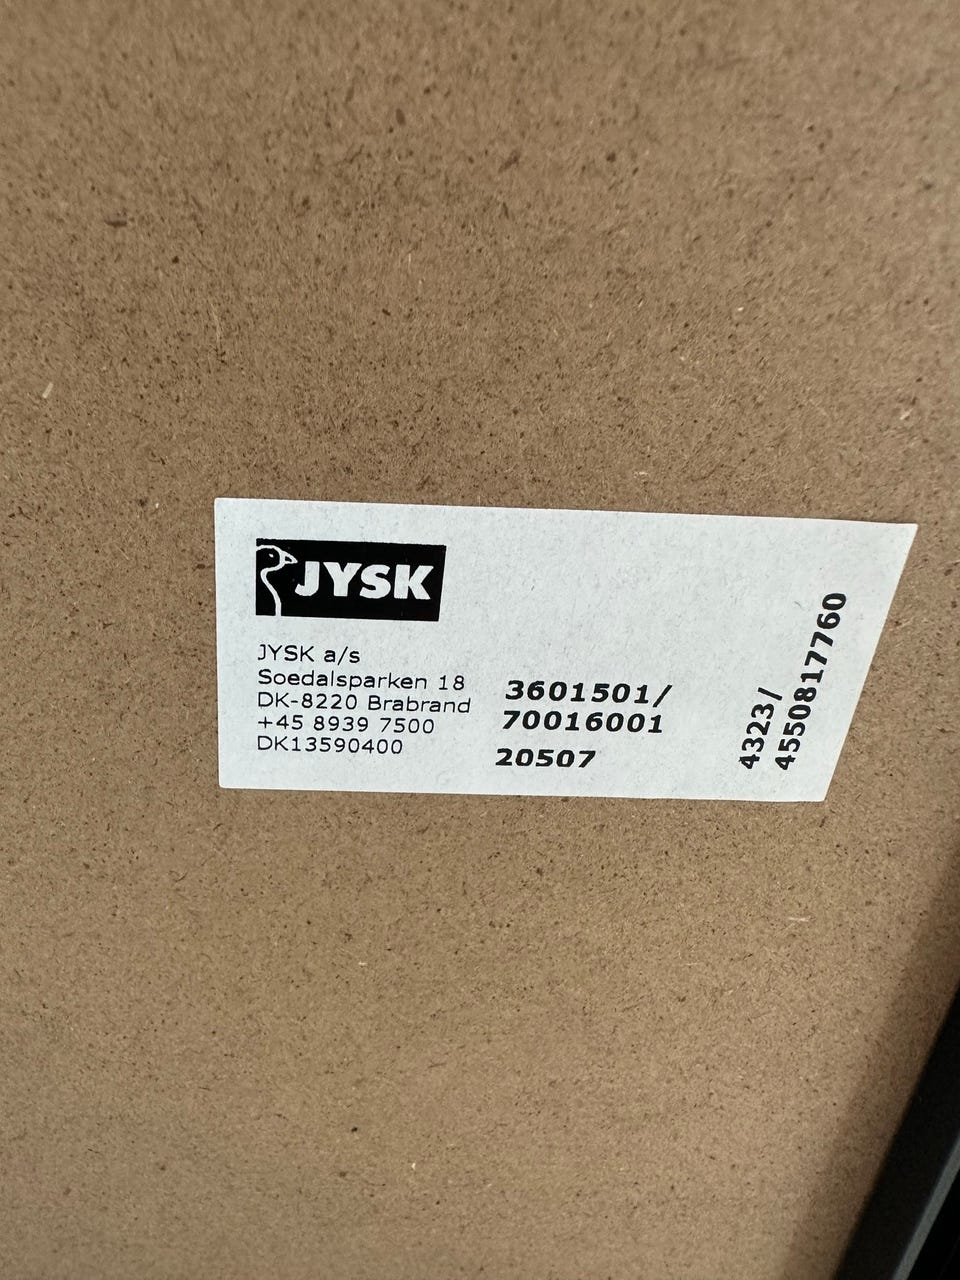 JYSK
JYSK a/s
Soedalsparken 18
DK-8220 Brabrand
+45 8939 7500
DK13590400
3601501/
70016001
20507
4323/
4550817760